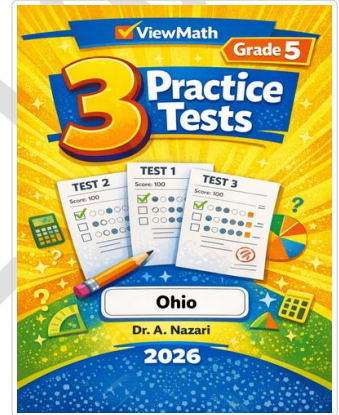 ViewMath
Grade 5
3 Practice
Tests
TEST 2
Score: 100
TEST 1
Score: 100
TEST 3
Score: 100
Ohio
Dr. A. Nazari
2026